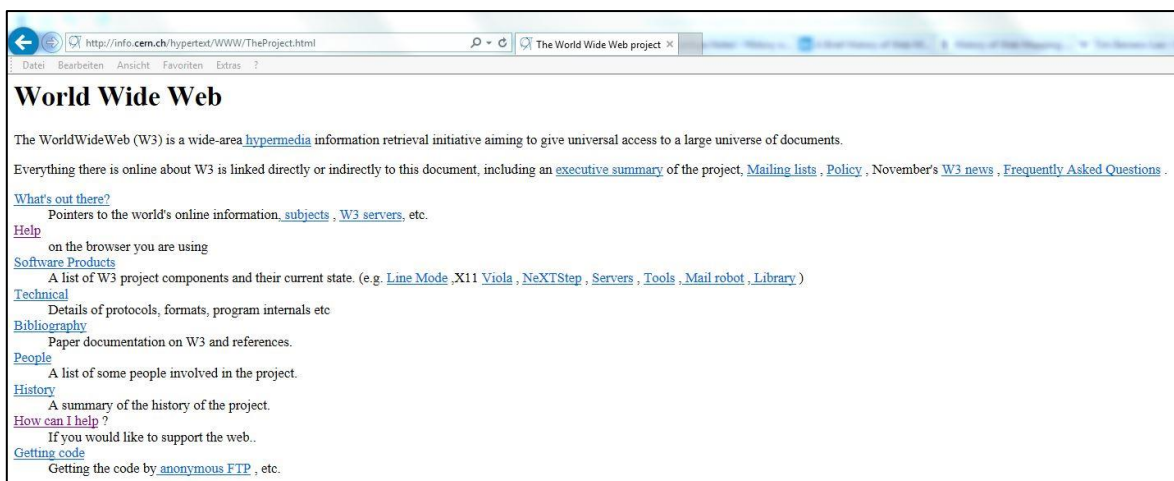 http://info.cern.ch/hypertext/WWW/TheProject.html
The World Wide Web project
Datei Bearbeiten Ansicht Favoriten Extras ?
World Wide Web
The WorldWideWeb (W3) is a wide-area hypermedia information retrieval initiative aiming to give universal access to a large universe of documents.
Everything there is online about W3 is linked directly or indirectly to this document, including an executive summary of the project, Mailing lists , Policy , November's W3 news , Frequently Asked Questions .
What's out there?
Pointers to the world's online information, subjects , W3 servers, etc.
Help
on the browser you are using
Software Products
A list of W3 project components and their current state. (e.g. Line Mode ,X11 Viola , NeXTStep , Servers , Tools , Mail robot , Library )
Technical
Details of protocols, formats, program internals etc
Bibliography
Paper documentation on W3 and references.
People
A list of some people involved in the project.
History
A summary of the history of the project.
How can I help ?
If you would like to support the web..
Getting code
Getting the code by anonymous FTP , etc.